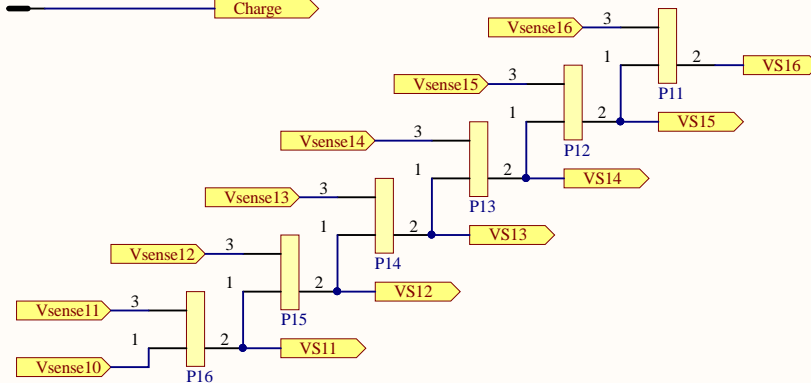 Charge
Vsense16 3
1 2 VS16
P11
Vsense15 3
1 2 VS15
P12
Vsense14 3
1 2 VS14
P13
Vsense13 3
1 2 VS13
P14
Vsense12 3
1 2 VS12
P15
Vsense11 3
1 2 VS11
Vsense10
P16